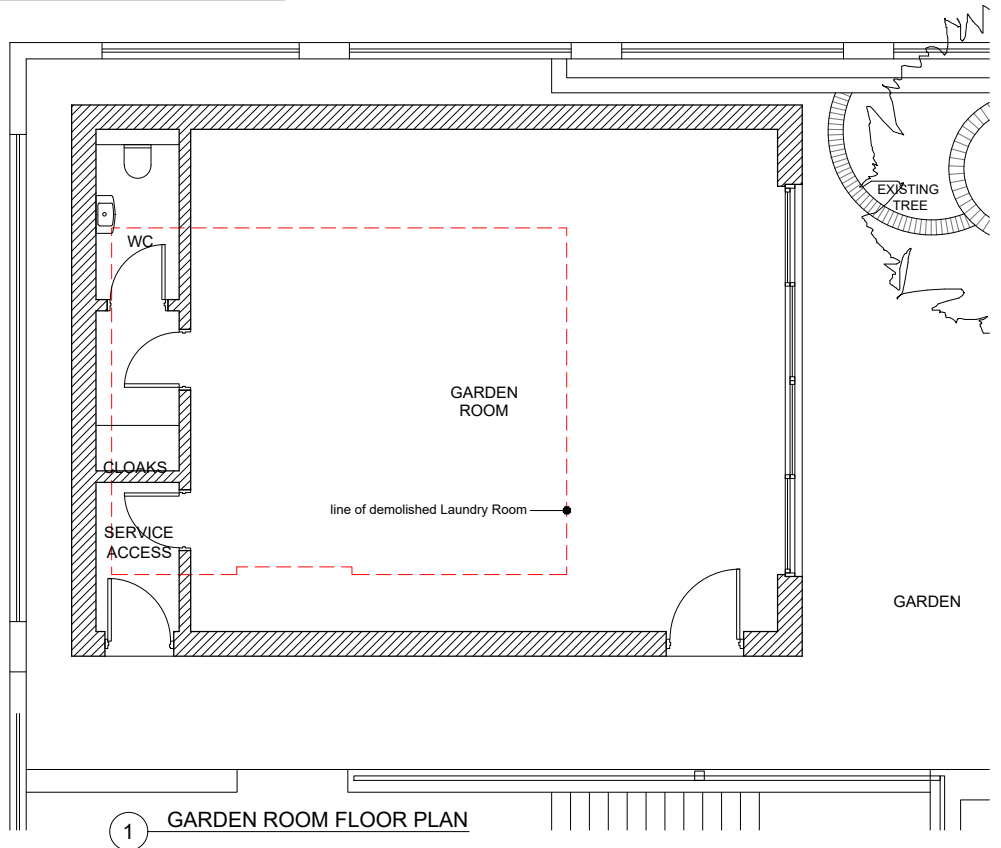 EXISTING
TREE
WC
GARDEN
ROOM
CLOAKS
line of demolished Laundry Room
SERVICE
ACCESS
GARDEN
1 GARDEN ROOM FLOOR PLAN